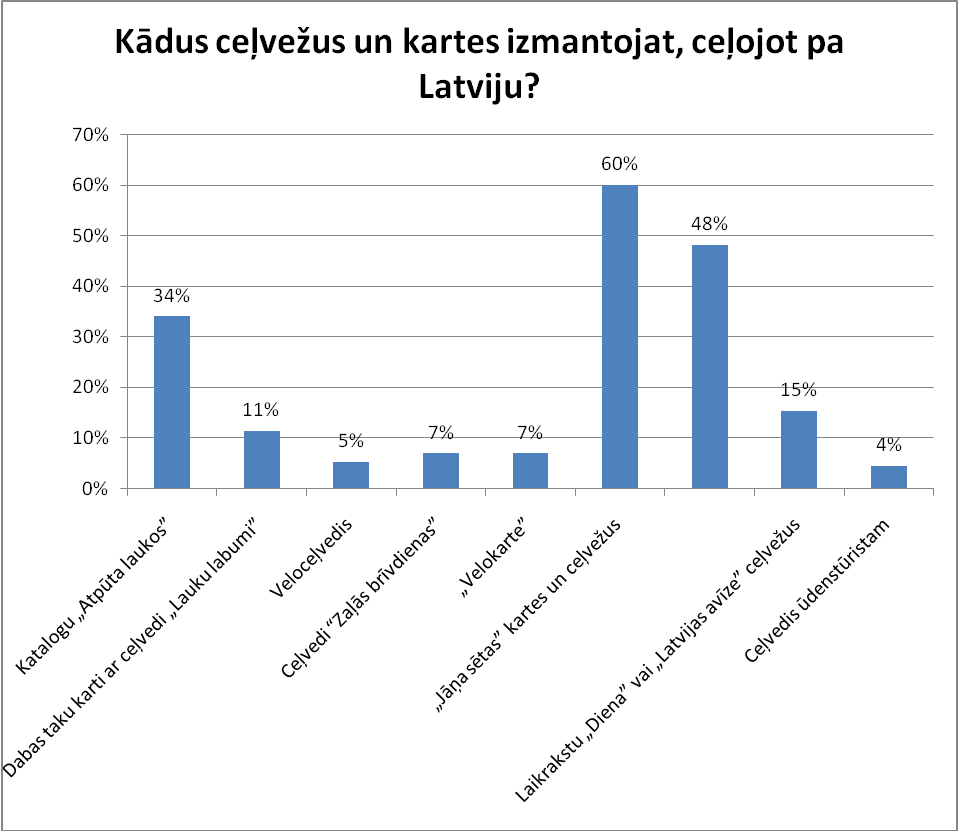 Kādus ceļvežus un kartes izmantojat, ceļojot pa
Latviju?
70%
60%
50%
40%
30%
20%
10%
0%
34%
11%
5%
7%
7%
60%
48%
15%
4%
Katalogu „Atpūta laukos”
Dabas taku karti ar ceļvedi „Lauku labumi”
Veloceļvedis
Ceļvedi “Zaļās brīvdienas”
„Velokarte”
„Jāņa sētas” kartes un ceļvežus
Laikrakstu „Diena” vai „Latvijas avīze” ceļvežus
Ceļvedis ūdenstūristam